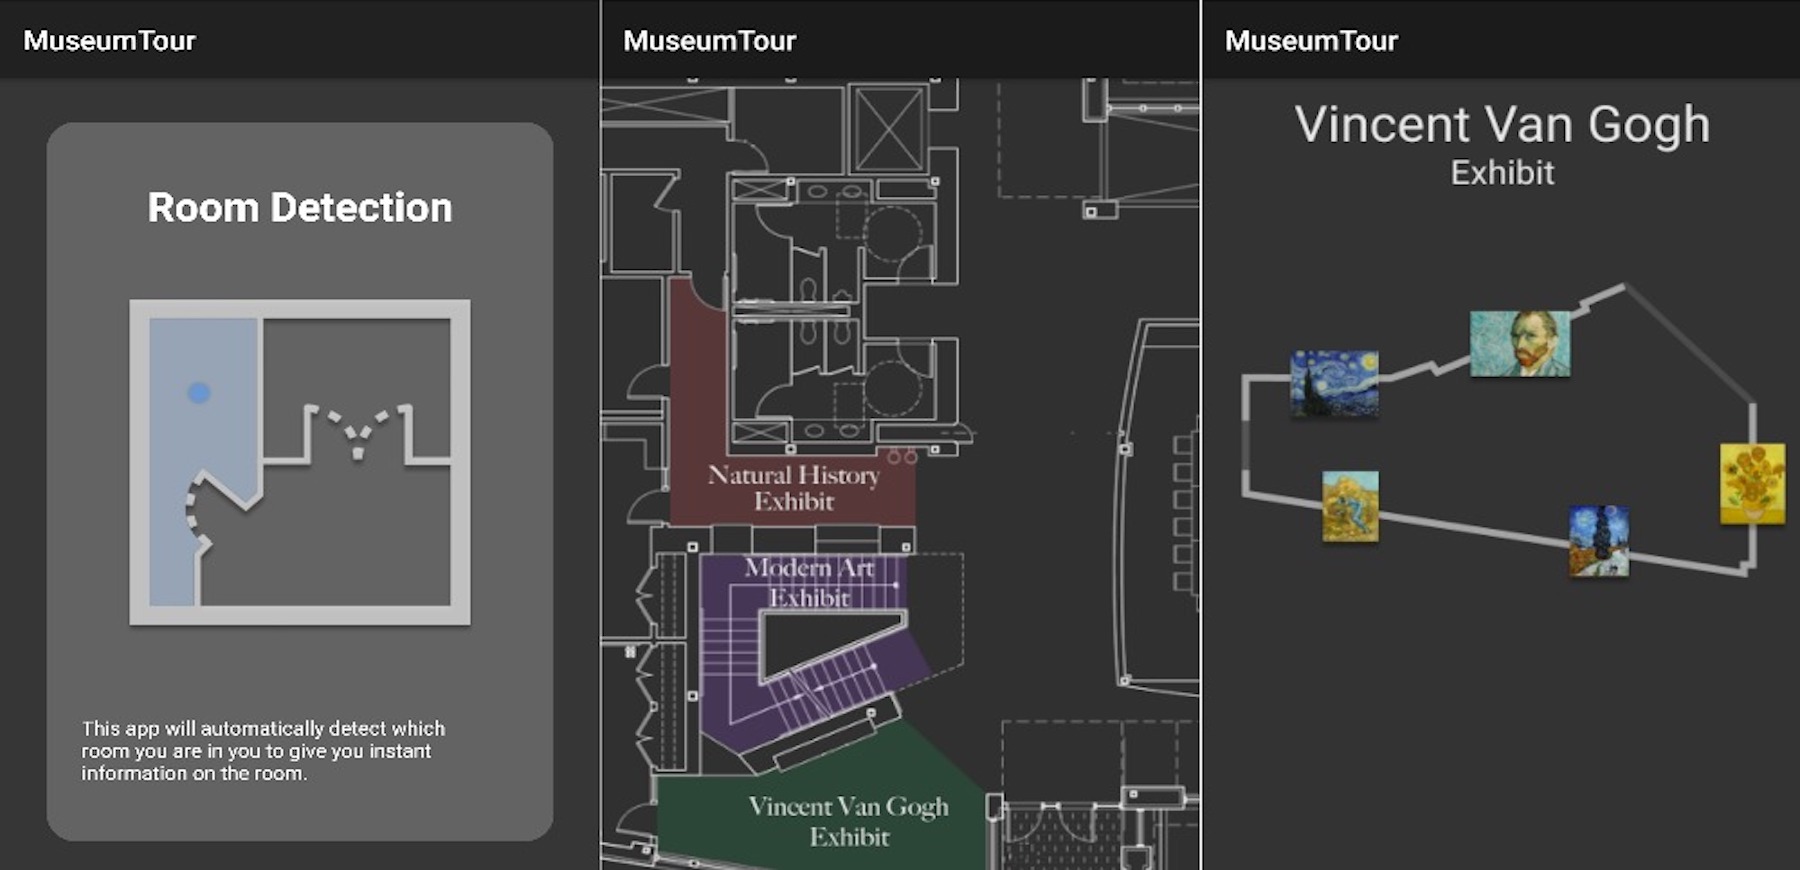 MuseumTour
Room Detection
This app will automatically detect which
room you are in you to give you instant
information on the room.
MuseumTour
Natural History
Exhibit
Modern Art
Exhibit
Vincent Van Gogh
Exhibit
MuseumTour
Vincent Van Gogh
Exhibit